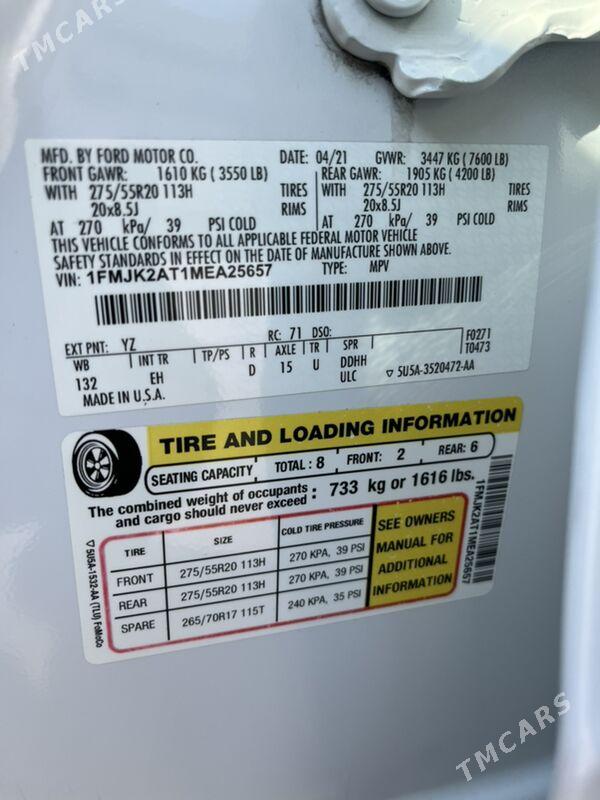 TMCARS
MFD. BY FORD MOTOR CO. DATE: 04/21 GVWR: 3447 KG ( 7600 LB)
FRONT GAWR: 1610 KG ( 3550 LB) REAR GAWR: 1905 KG ( 4200 LB)
WITH 275/55R20 113H TIRES WITH 275/55R20 113H TIRES
20x8.5J RIMS 20x8.5J RIMS
AT 270 kPa/ 39 PSI COLD AT 270 kPa/ 39 PSI COLD
THIS VEHICLE CONFORMS TO ALL APPLICABLE FEDERAL MOTOR VEHICLE
SAFETY STANDARDS IN EFFECT ON THE DATE OF MANUFACTURE SHOWN ABOVE.
VIN: 1FMJK2AT1MEA25657 TYPE: MPV
EXT PNT: YZ RC: 71 DSO: F0271
WB INT TR TP/PS R AXLE TR SPR T0473
132 EH D 15 U DDHH
ULC 5U5A-3520472-AA
MADE IN U.S.A.
TIRE AND LOADING INFORMATION
SEATING CAPACITY TOTAL: 8 FRONT: 2 REAR: 6
The combined weight of occupants and cargo should never exceed : 733 kg or 1616 lbs.
TIRE SIZE COLD TIRE PRESSURE
FRONT 275/55R20 113H 270 KPA, 39 PSI
REAR 275/55R20 113H 270 KPA, 39 PSI
SPARE 265/70R17 115T 240 KPA, 35 PSI
SEE OWNERS
MANUAL FOR
ADDITIONAL
INFORMATION
1FMJK2AT1MEA25657
5U5A-1532-AA (TLU) FoMoCo
TMCARS